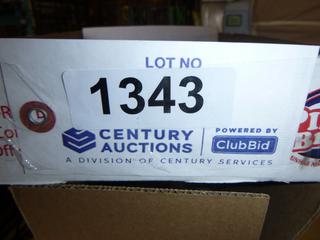 LOT NO
1343
CENTURY
AUCTIONS
POWERED BY
ClubBid
A DIVISION OF CENTURY SERVICES